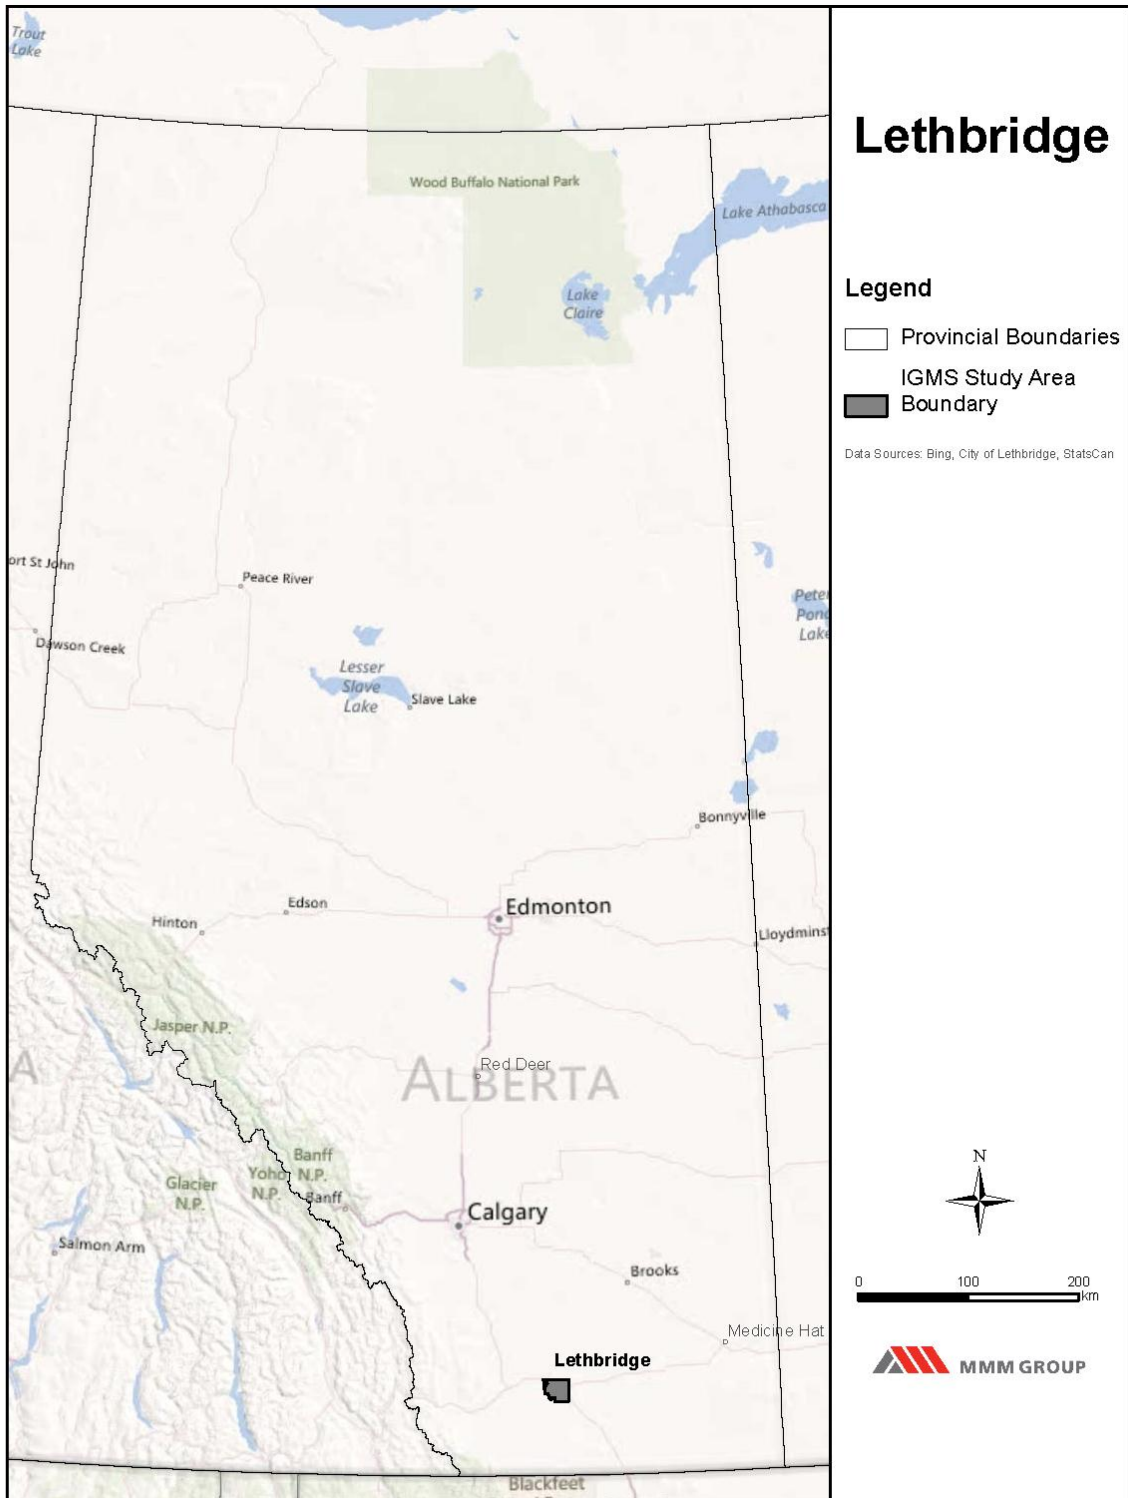 Trout
Lake
Wood Buffalo National Park
Lake Athabasca
Lake
Claire
ort St John
Peace River
Dawson Creek
Peter
Pond
Lake
Lesser
Slave
Lake
Slave Lake
Bonnyville
Edson
Hinton
Edmonton
Lloydminst
Jasper N.P.
A
Red Deer
ALBERTA
Banff
N.P.
Yoho
N.P.
Glacier
N.P.
Banff
Calgary
Salmon Arm
Brooks
Medicine Hat
Lethbridge
Blackfeet
Lethbridge
Legend
Provincial Boundaries
IGMS Study Area
Boundary
Data Sources: Bing, City of Lethbridge, StatsCan
N
0 100 200
km
MMM GROUP